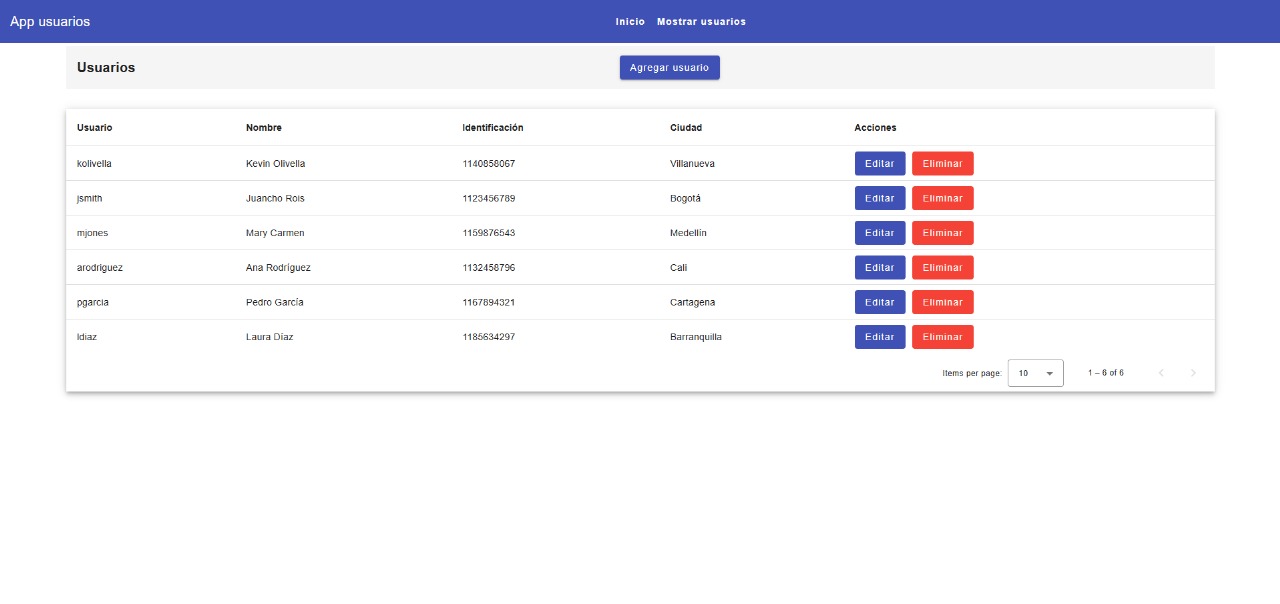 App usuarios Inicio Mostrar usuarios
Usuarios Agregar usuario
Usuario Nombre Identificación Ciudad Acciones
kolivella Kevin Olivella 1140858067 Villanueva Editar Eliminar
jsmith Juancho Rois 1123456789 Bogotá Editar Eliminar
mjones Mary Carmen 1159876543 Medellín Editar Eliminar
arodriguez Ana Rodríguez 1132458796 Cali Editar Eliminar
pgarcia Pedro García 1167894321 Cartagena Editar Eliminar
ldiaz Laura Díaz 1185634297 Barranquilla Editar Eliminar
Items per page: 10 1 – 6 of 6